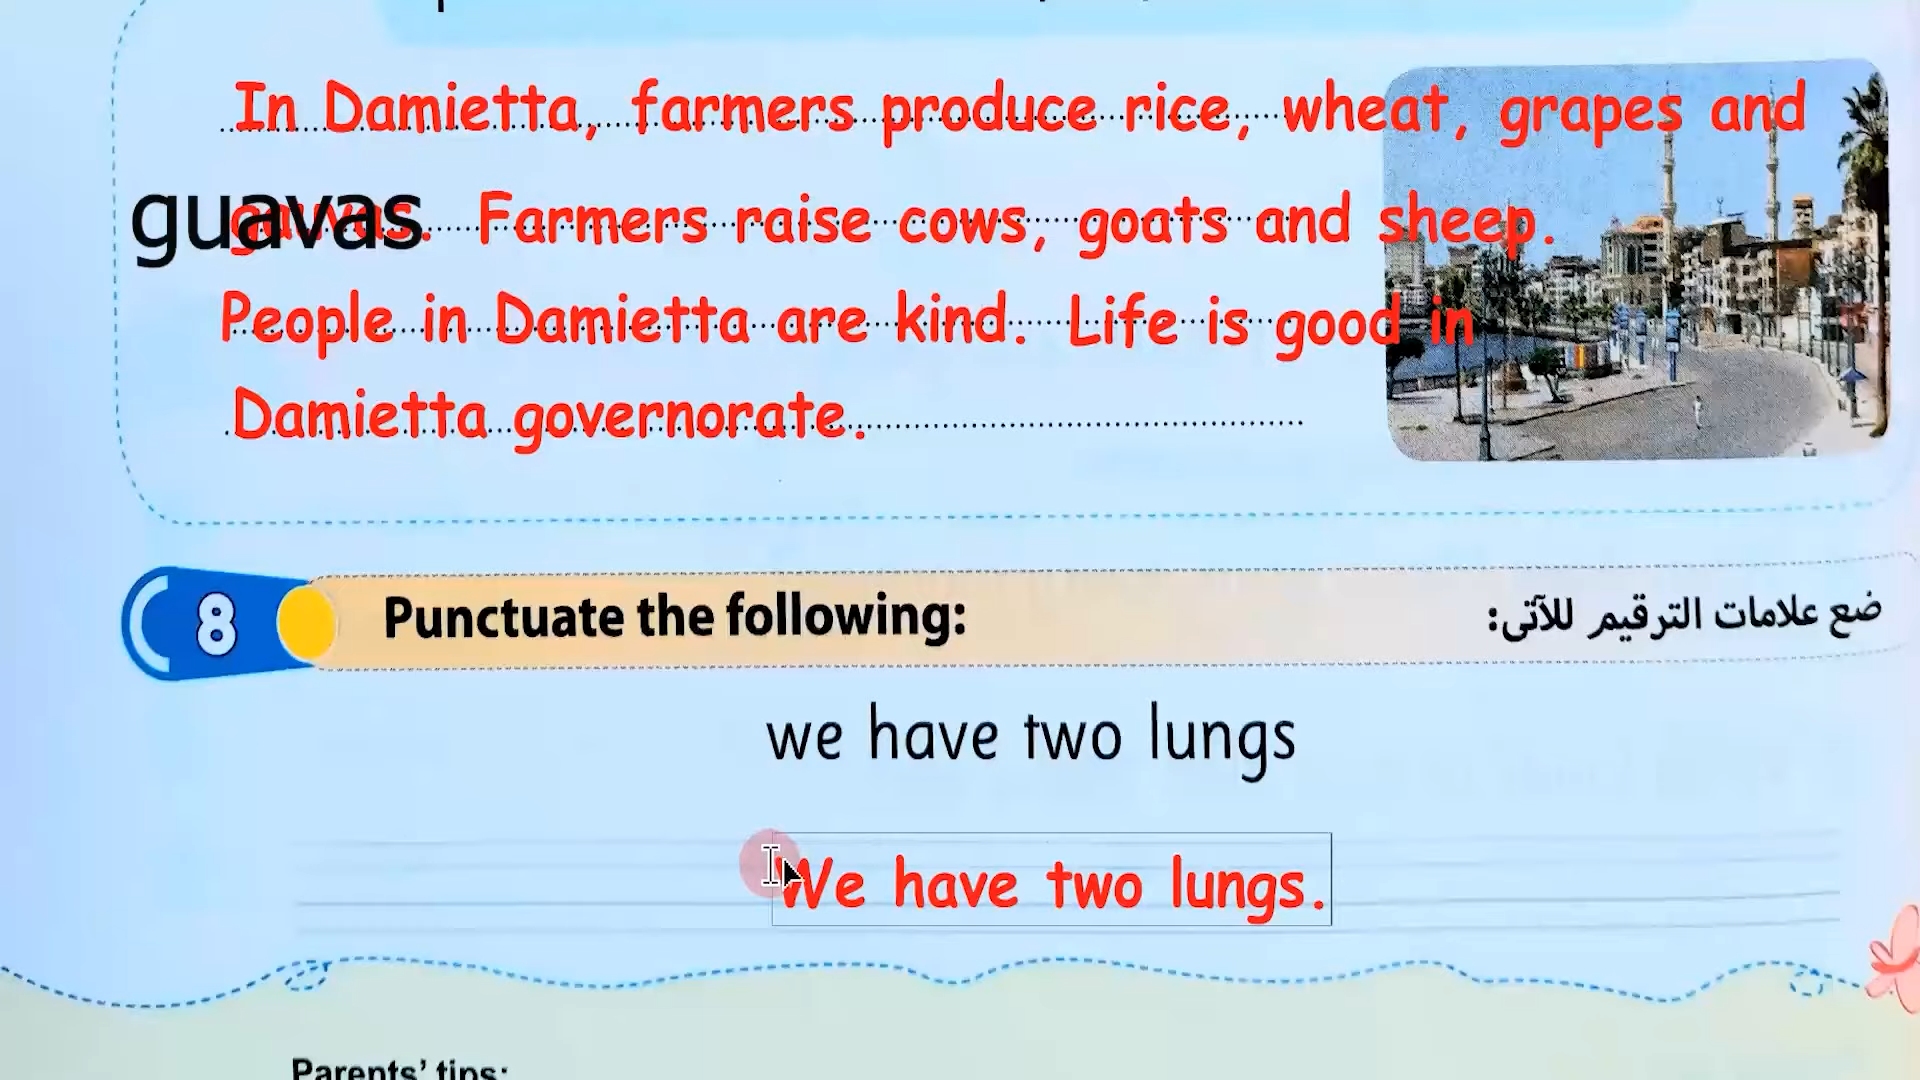 In Damietta, farmers produce rice, wheat, grapes and
guavas. Farmers raise cows, goats and sheep.
People in Damietta are kind. Life is good in
Damietta governorate.
8 Punctuate the following: ضع علامات الترقيم للآتى:
we have two lungs
We have two lungs.
Parents' tips: